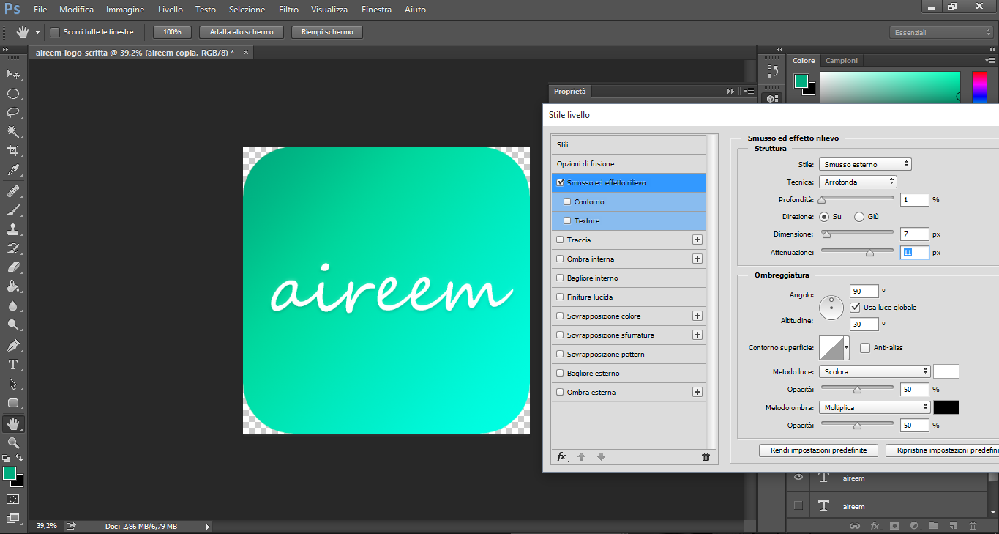 Ps File Modifica Immagine Livello Testo Selezione Filtro Visualizza Finestra Aiuto
Scorri tutte le finestre 100% Adatta allo schermo Riempi schermo Essenziali
aireem-logo-scritta @ 39,2% (aireem copia, RGB/8) * ×
Colore Campioni
Proprietà
Stile livello
Stili
Opzioni di fusione
Smusso ed effetto rilievo
Contorno
Texture
Traccia
Ombra interna
Bagliore interno
Finitura lucida
Sovrapposizione colore
Sovrapposizione sfumatura
Sovrapposizione pattern
Bagliore esterno
Ombra esterna
fx
Smusso ed effetto rilievo
Struttura
Stile: Smusso esterno
Tecnica: Arrotonda
Profondità: 1 %
Direzione: Su Giù
Dimensione: 7 px
Attenuazione: 11 px
Ombreggiatura
Angolo: 90 °
Usa luce globale
Altitudine: 30 °
Contorno superficie: Anti-alias
Metodo luce: Scolora
Opacità: 50 %
Metodo ombra: Moltiplica
Opacità: 50 %
Rendi impostazioni predefinite Ripristina impostazioni predefini
aireem
T aireem
T aireem
fx
T
39,2% Doc: 2,86 MB/6,79 MB